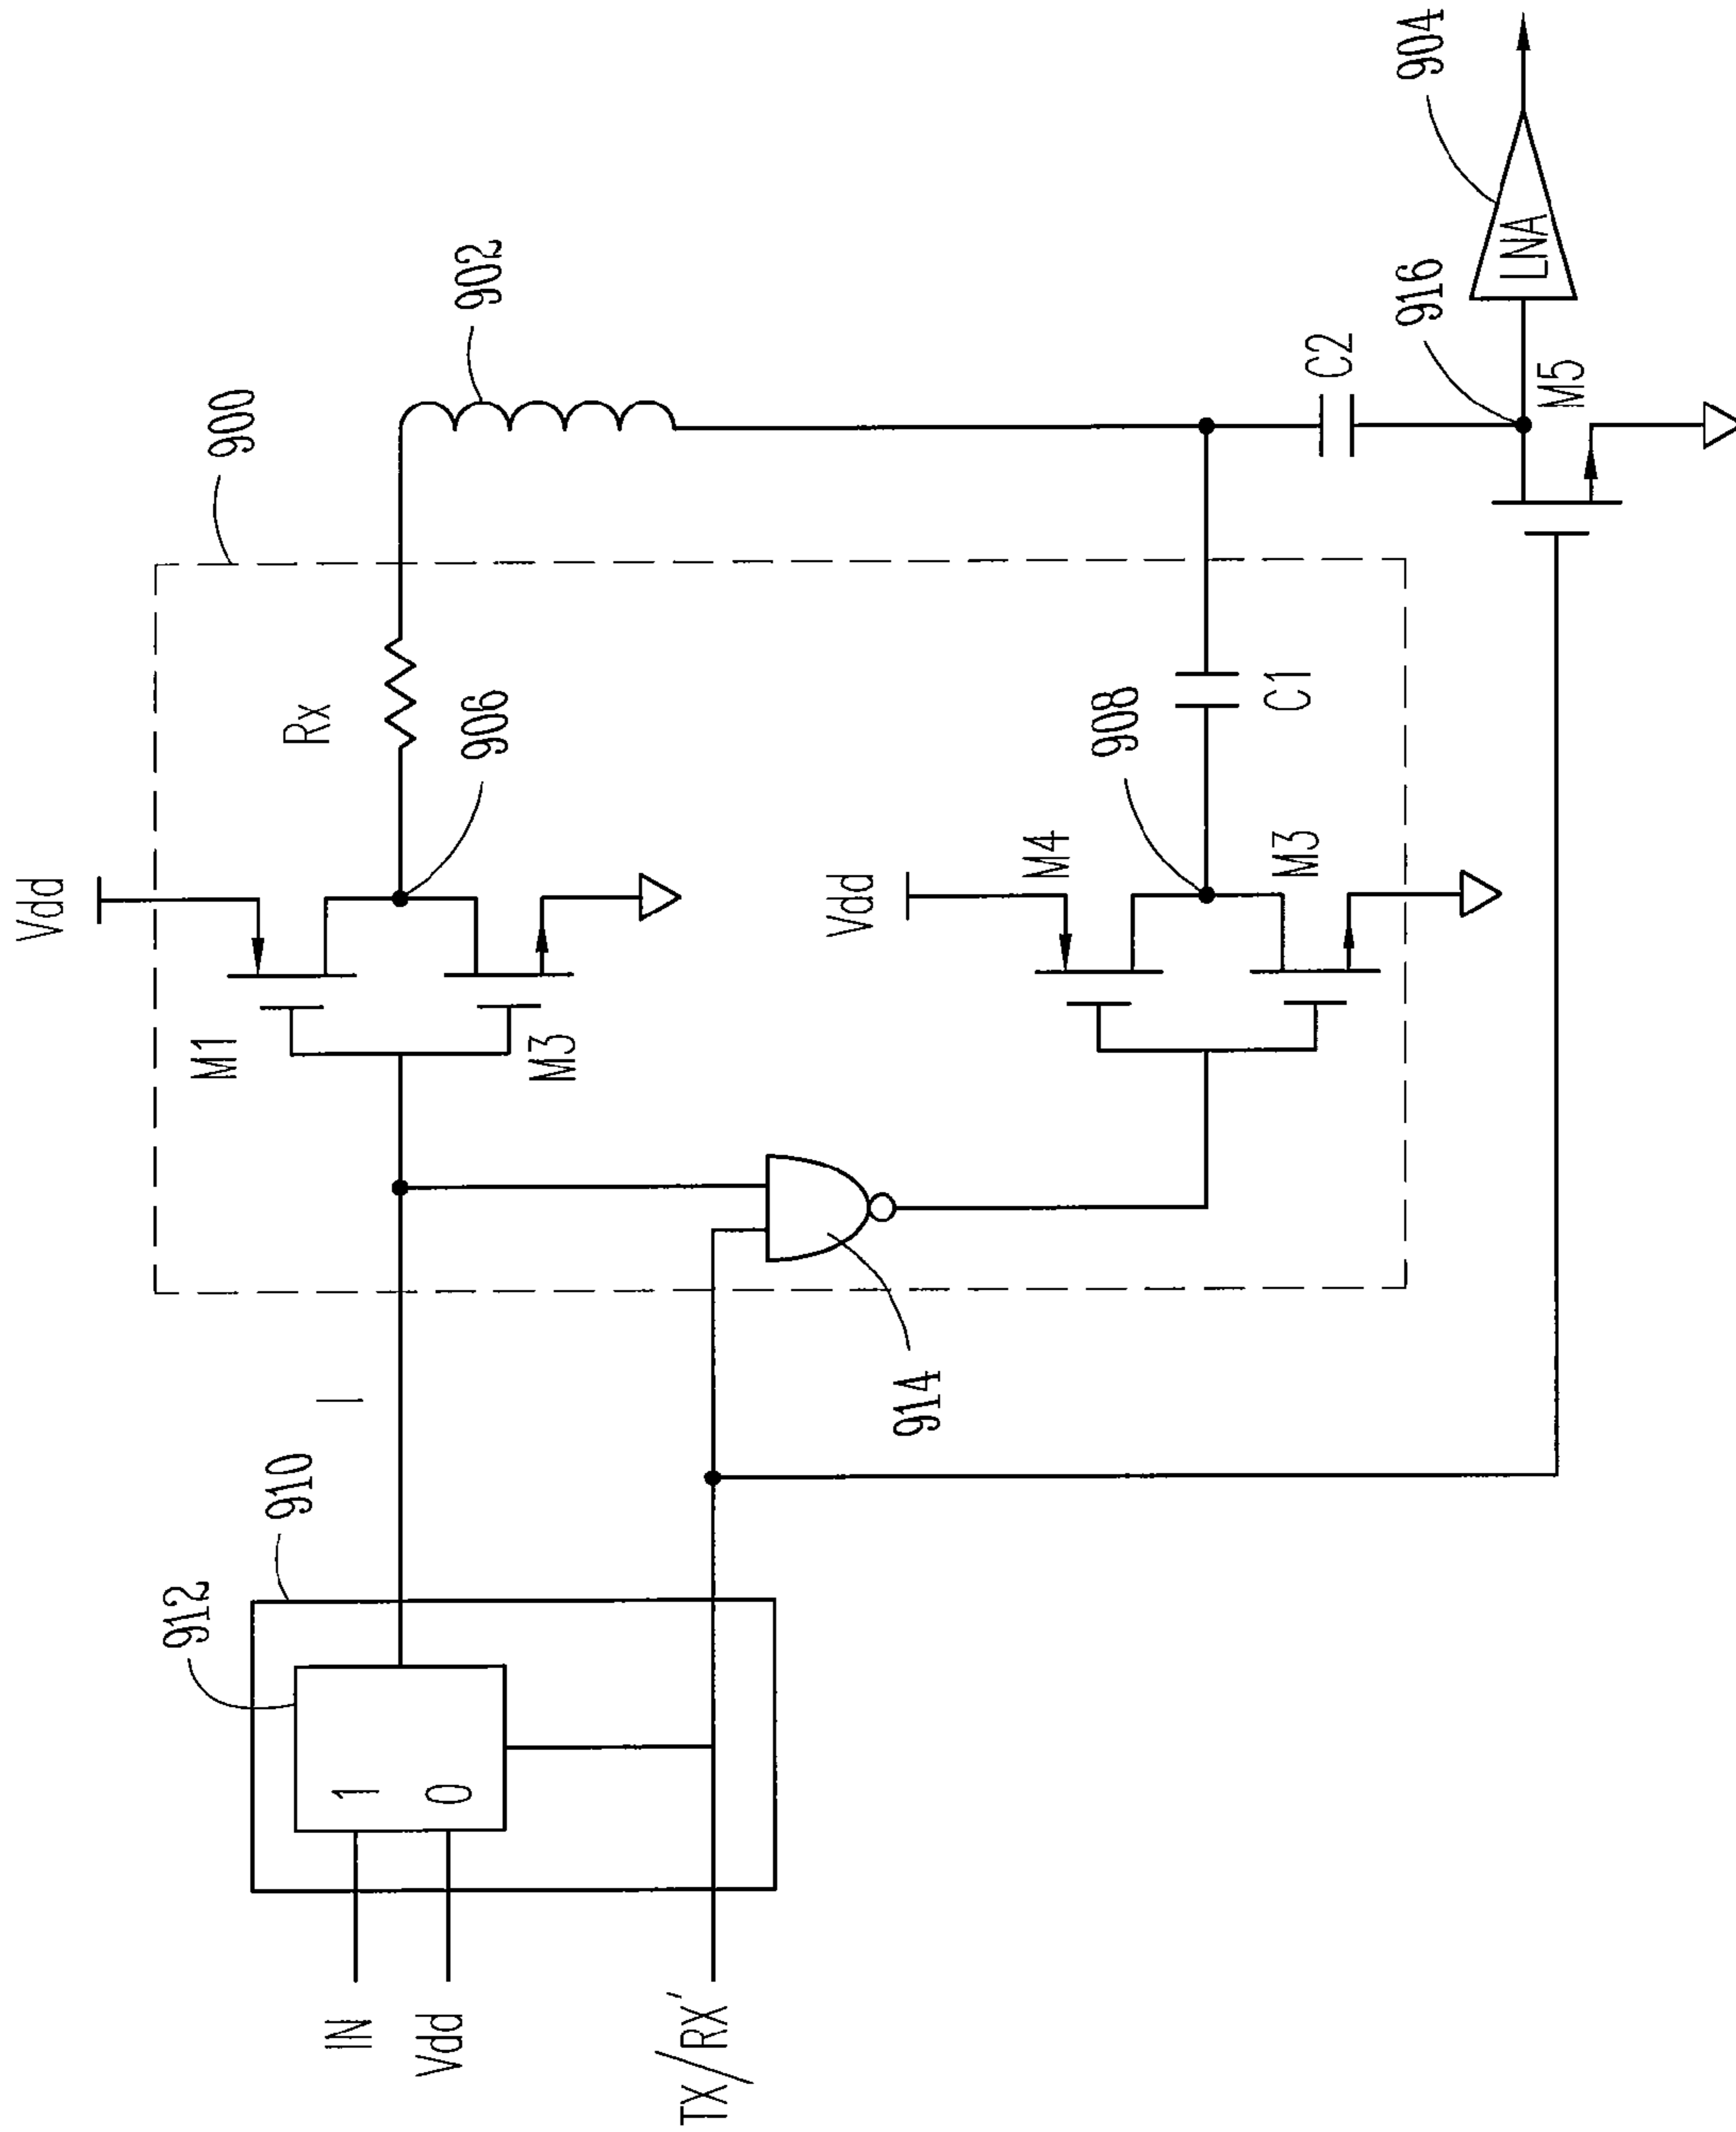 904
902
LNA
916
C2
M5
900
Rx
906
C1
908
Vdd
M4
M3
Vdd
M1
M3
914
I
910
912
1
0
IN
Vdd
TX/RX'